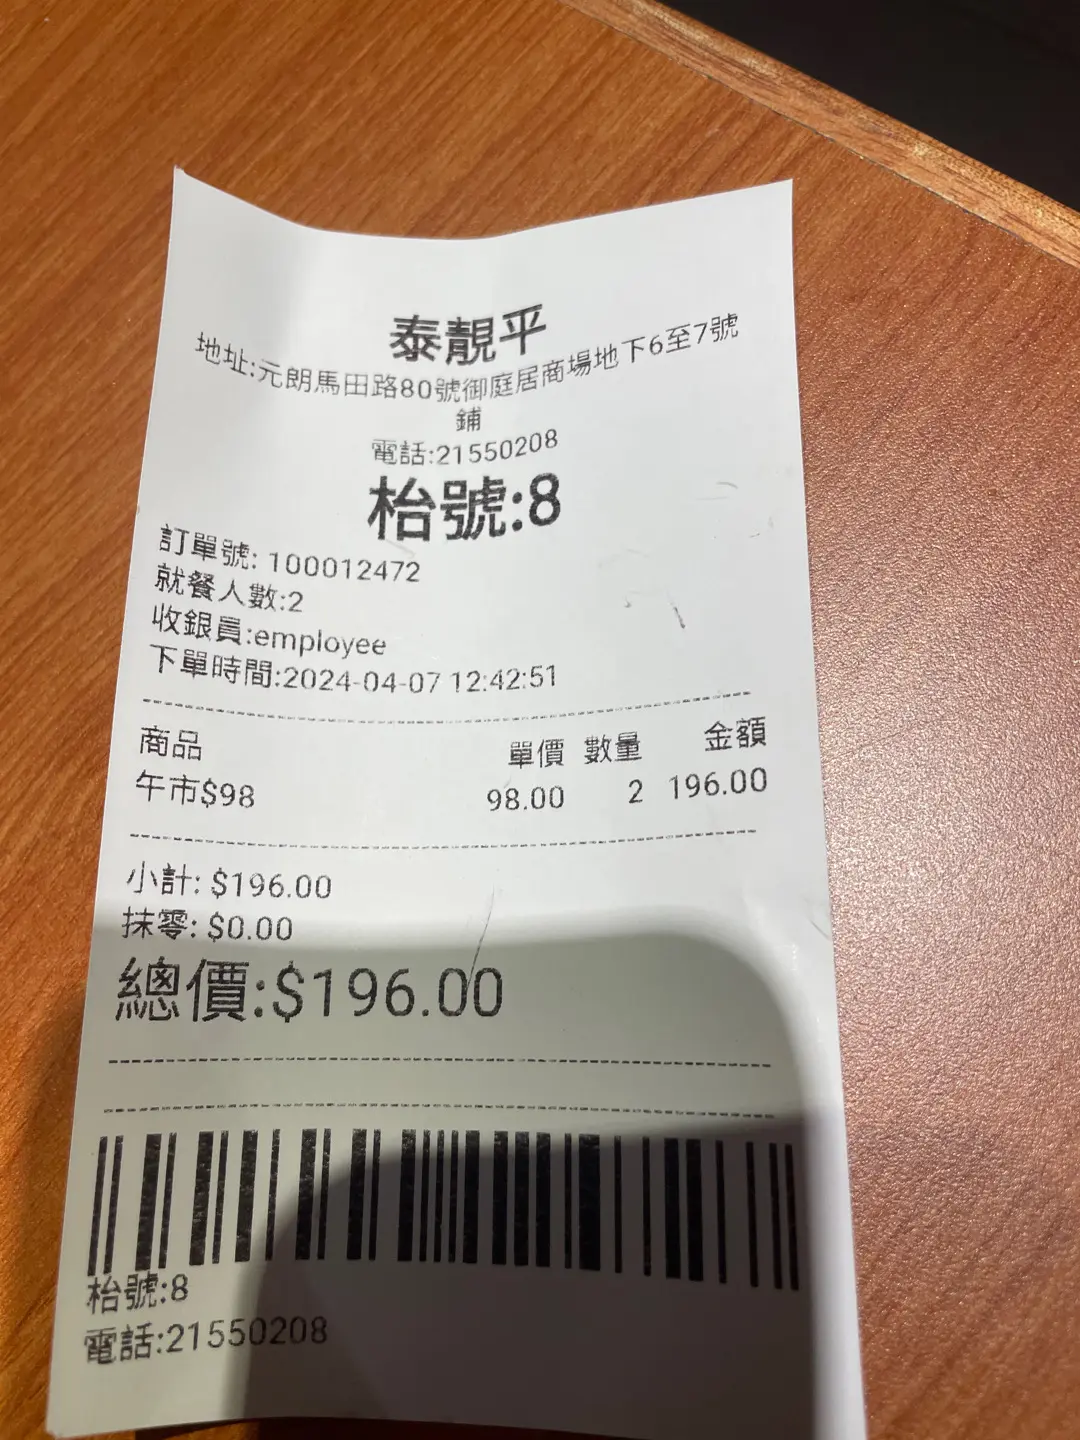 泰靚平
地址:元朗馬田路80號御庭居商場地下6至7號
鋪
電話:21550208
枱號:8
訂單號: 100012472
就餐人數:2
收銀員:employee
下單時間:2024-04-07 12:42:51
商品 單價 數量 金額
午市$98 98.00 2 196.00
小計: $196.00
抹零: $0.00
總價:$196.00
枱號:8
電話:21550208